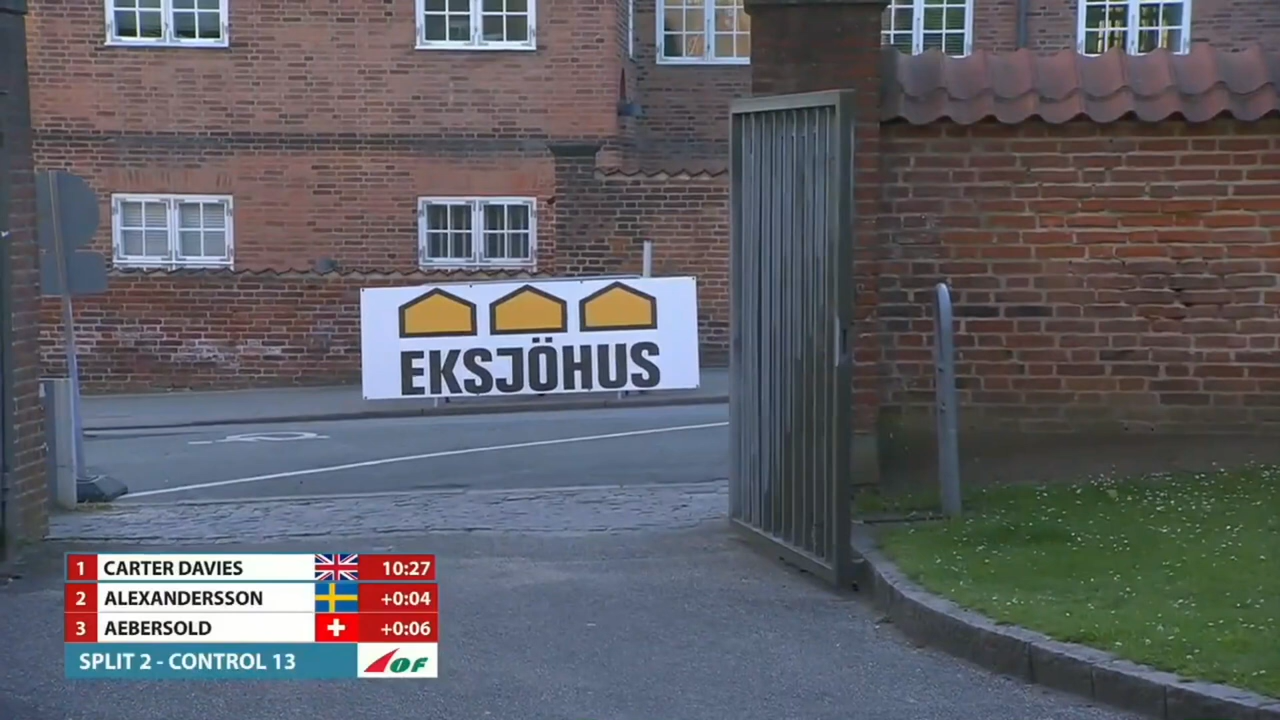 EKSJÖHUS
1 CARTER DAVIES 10:27
2 ALEXANDERSSON +0:04
3 AEBERSOLD +0:06
SPLIT 2 - CONTROL 13 IOF